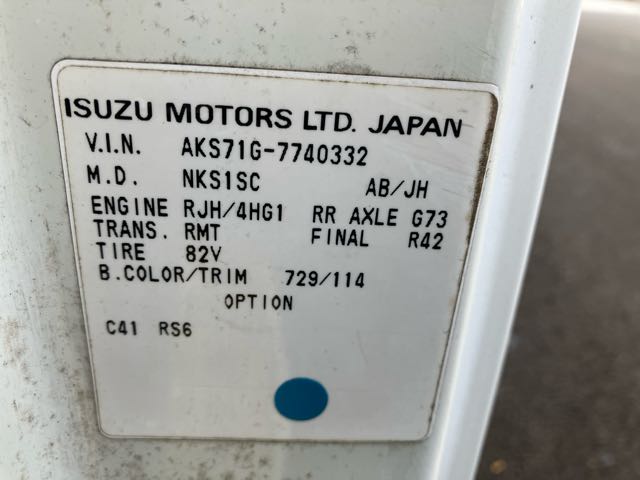 ISUZU MOTORS LTD. JAPAN
V.I.N. AKS71G-7740332
M.D. NKS1SC AB/JH
ENGINE RJH/4HG1 RR AXLE G73
TRANS. RMT FINAL R42
TIRE 82V
B.COLOR/TRIM 729/114
OPTION
C41 RS6